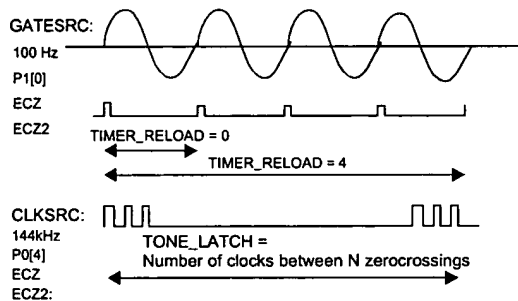 GATESRC:
100 Hz
P1[0]
ECZ
ECZ2
TIMER_RELOAD = 0
TIMER_RELOAD = 4
CLKSRC:
144kHz
P0[4]
ECZ
ECZ2:
TONE_LATCH =
Number of clocks between N zerocrossings